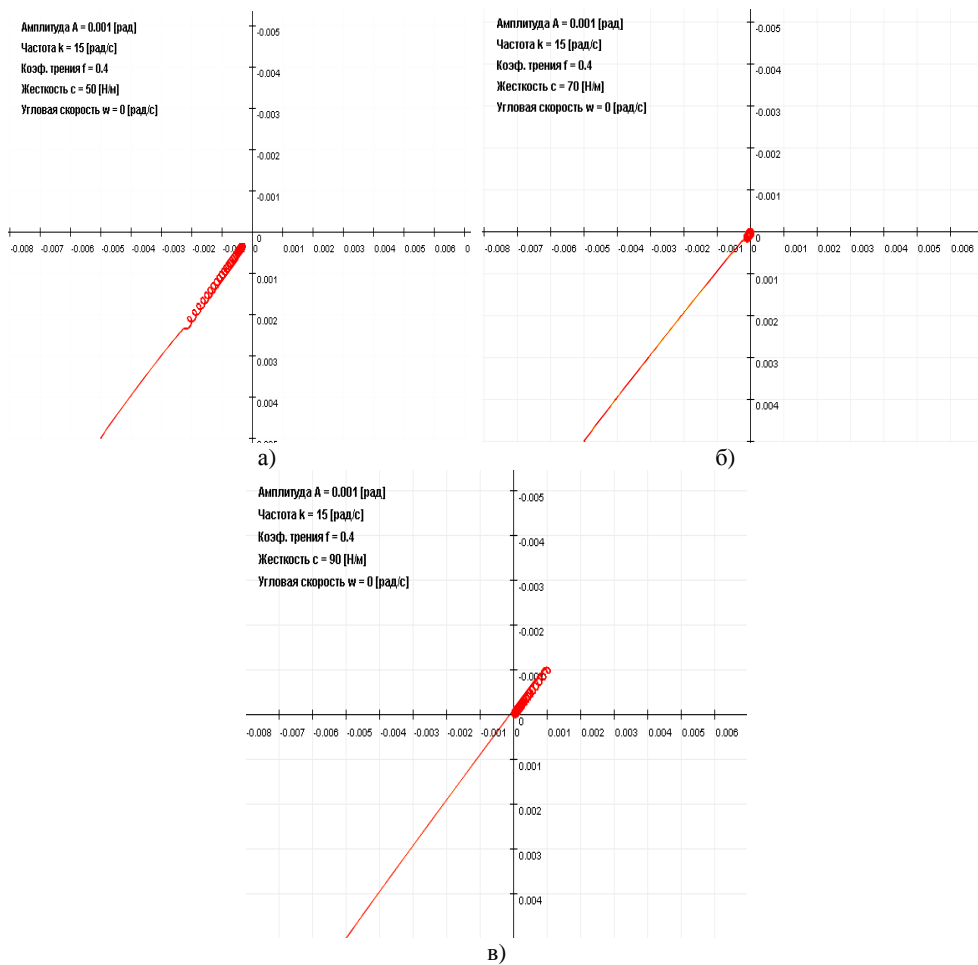 Амплитуда A = 0.001 [рад]
Частота k = 15 [рад/с]
Коэф. трения f = 0.4
Жесткость c = 50 [Н/м]
Угловая скорость w = 0 [рад/с]
-0.005
-0.004
-0.003
-0.002
-0.001
-0.008 -0.007 -0.006 -0.005 -0.004 -0.003 -0.002 0 0.001 0.002 0.003 0.004 0.005 0.006 0
0
0.001
0.002
0.003
0.004
а)
Амплитуда A = 0.001 [рад]
Частота k = 15 [рад/с]
Коэф. трения f = 0.4
Жесткость c = 70 [Н/м]
Угловая скорость w = 0 [рад/с]
-0.005
-0.004
-0.003
-0.002
-0.001
-0.008 -0.007 -0.006 -0.005 -0.004 -0.003 -0.002 -0.001 0.001 0.002 0.003 0.004 0.005 0.006
0
0.001
0.002
0.003
0.004
б)
Амплитуда A = 0.001 [рад]
Частота k = 15 [рад/с]
Коэф. трения f = 0.4
Жесткость c = 90 [Н/м]
Угловая скорость w = 0 [рад/с]
-0.005
-0.004
-0.003
-0.002
-0.008 -0.007 -0.006 -0.005 -0.004 -0.003 -0.002 -0.001 0 0.001 0.002 0.003 0.004 0.005 0.006
0
0.001
0.002
0.003
0.004
в)